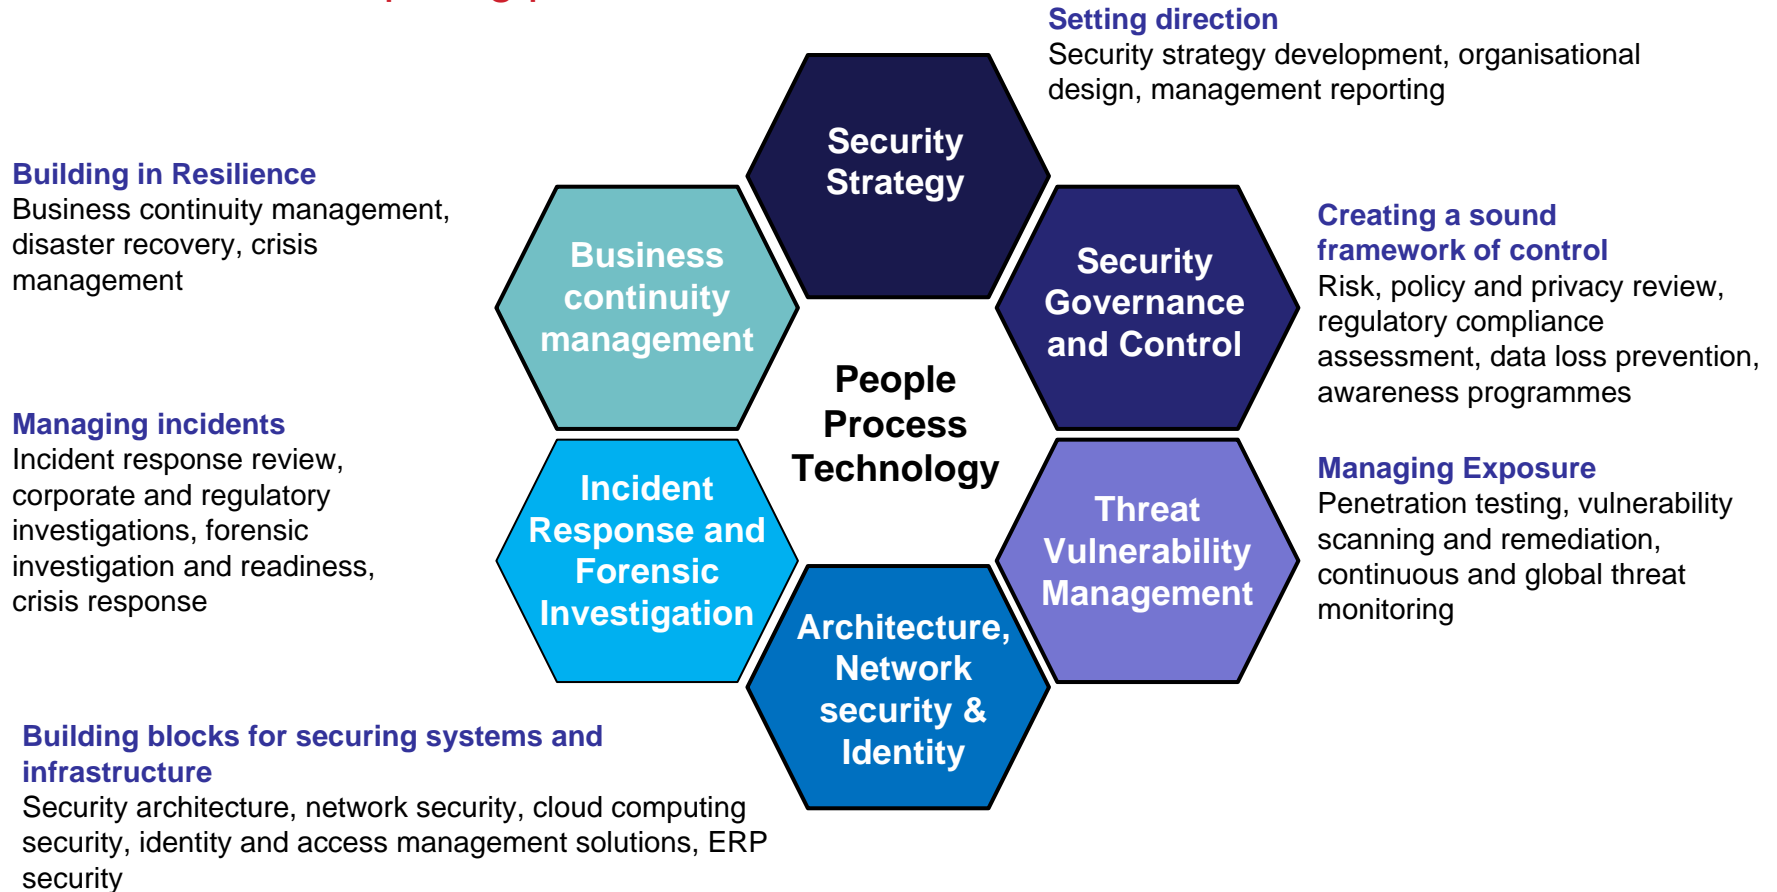 Setting direction
Security strategy development, organisational
design, management reporting
Security
Strategy
Building in Resilience
Business continuity management,
disaster recovery, crisis
management
Business
continuity
management
Security
Governance
and Control
Creating a sound
framework of control
Risk, policy and privacy review,
regulatory compliance
assessment, data loss prevention,
awareness programmes
People
Process
Technology
Managing incidents
Incident response review,
corporate and regulatory
investigations, forensic
investigation and readiness,
crisis response
Incident
Response and
Forensic
Investigation
Threat
Vulnerability
Management
Managing Exposure
Penetration testing, vulnerability
scanning and remediation,
continuous and global threat
monitoring
Architecture,
Network
security &
Identity
Building blocks for securing systems and
infrastructure
Security architecture, network security, cloud computing
security, identity and access management solutions, ERP
security